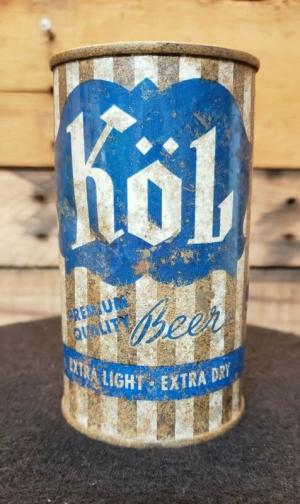 KöL
PREMIUM
QUALITY Beer
EXTRA LIGHT · EXTRA DRY